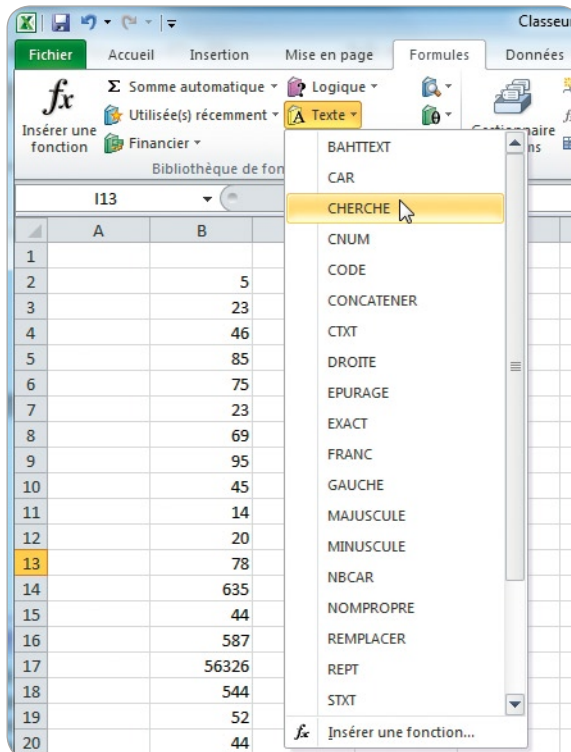 Classeur
Fichier Accueil Insertion Mise en page Formules Données
fx Insérer une fonction
Σ Somme automatique
Logique
Utilisée(s) récemment
Texte
Financier
Bibliothèque de fon
I13
A B
1
2 5
3 23
4 46
5 85
6 75
7 23
8 69
9 95
10 45
11 14
12 20
13 78
14 635
15 44
16 587
17 56326
18 544
19 52
20 44
BAHTTEXT
CAR
CHERCHE
CNUM
CODE
CONCATENER
CTXT
DROITE
EPURAGE
EXACT
FRANC
GAUCHE
MAJUSCULE
MINUSCULE
NBCAR
NOMPROPRE
REMPLACER
REPT
STXT
fx Insérer une fonction...